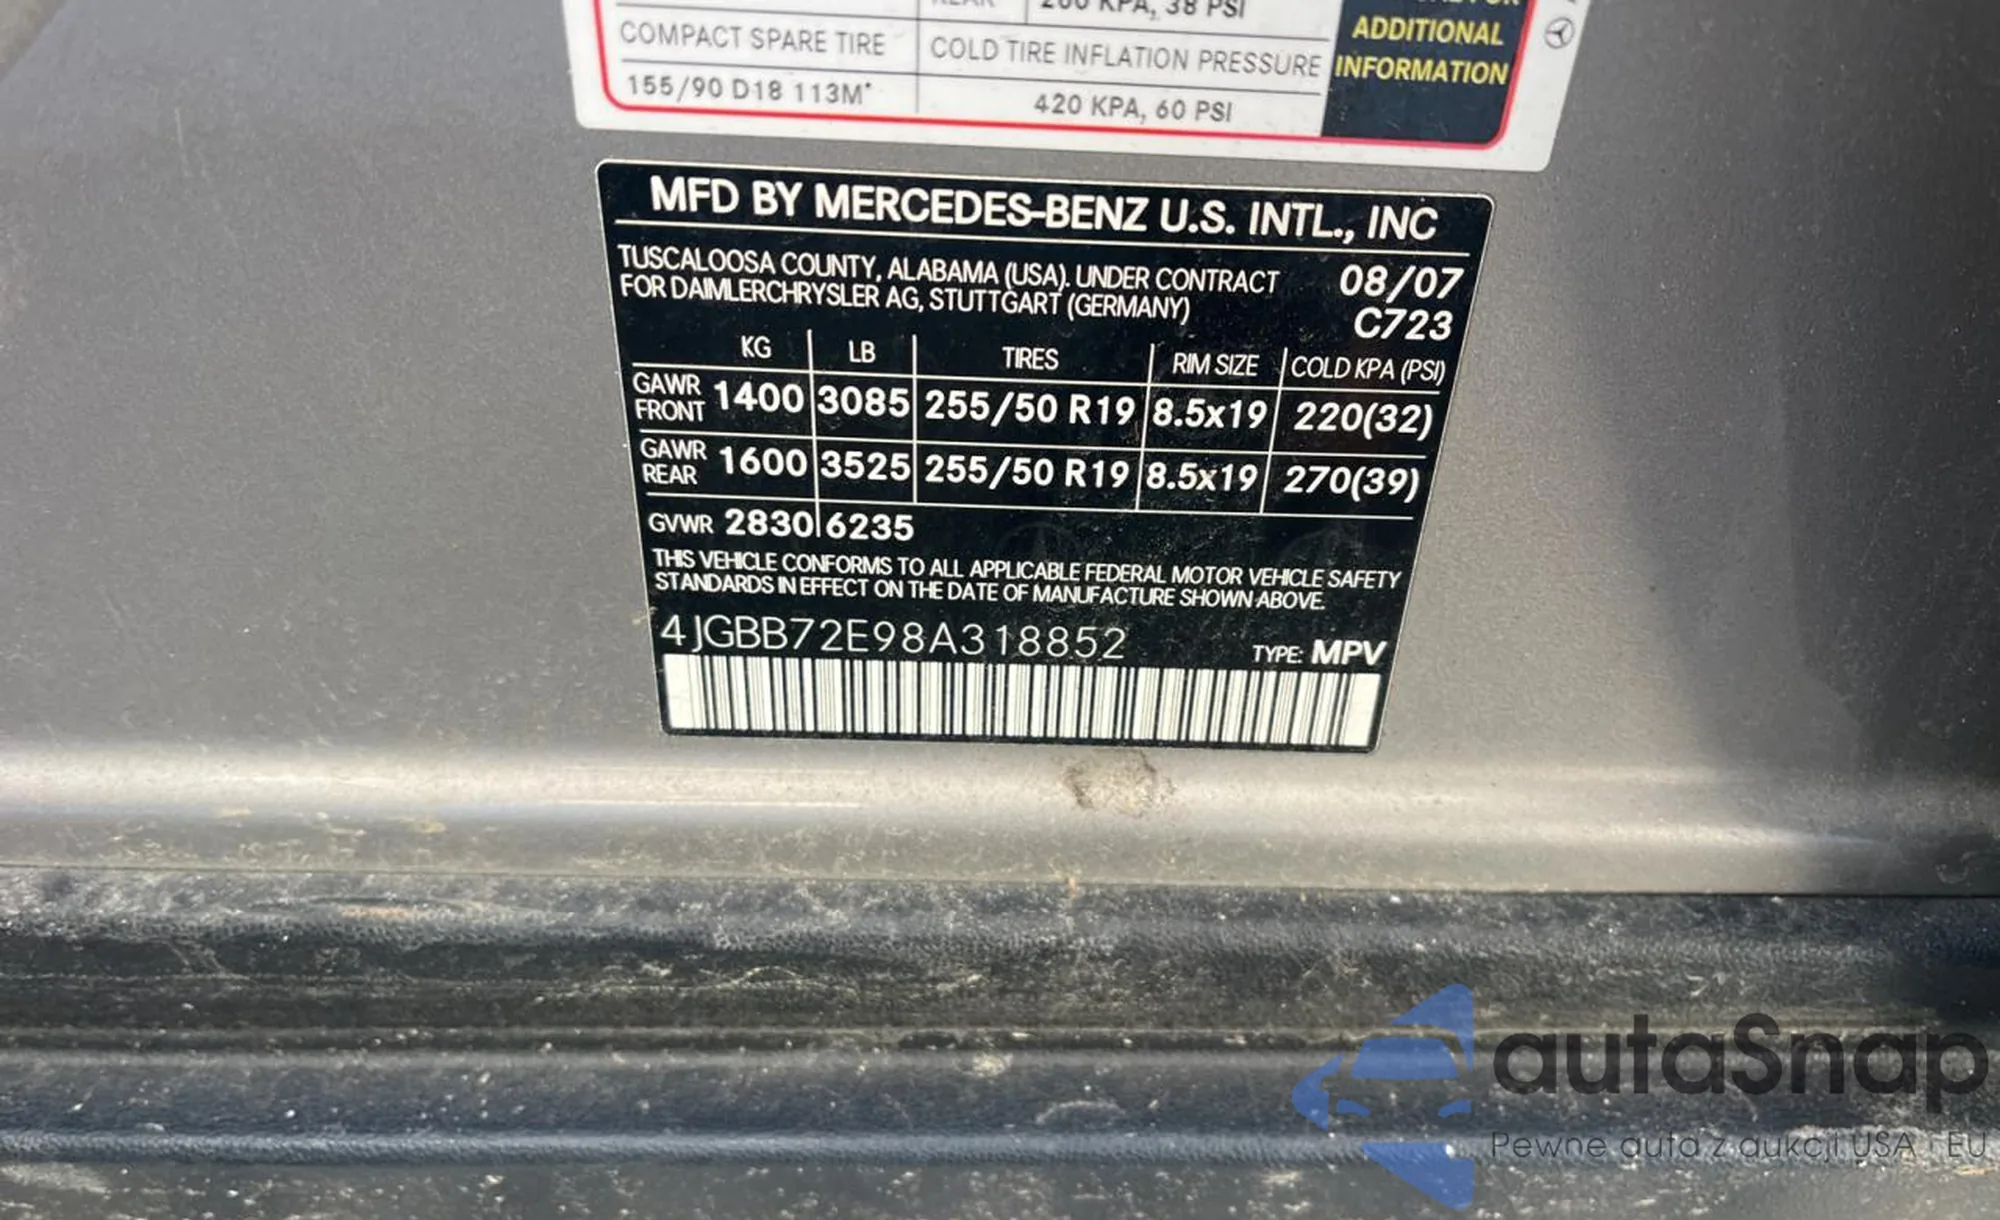 260 KPA, 38 PSI
ADDITIONAL
COMPACT SPARE TIRE COLD TIRE INFLATION PRESSURE INFORMATION
155/90 D18 113M* 420 KPA, 60 PSI
MFD BY MERCEDES-BENZ U.S. INTL., INC
TUSCALOOSA COUNTY, ALABAMA (USA). UNDER CONTRACT 08/07
FOR DAIMLERCHRYSLER AG, STUTTGART (GERMANY) C723
KG LB TIRES RIM SIZE COLD KPA (PSI)
GAWR FRONT 1400 3085 255/50 R19 8.5x19 220(32)
GAWR REAR 1600 3525 255/50 R19 8.5x19 270(39)
GVWR 2830 6235
THIS VEHICLE CONFORMS TO ALL APPLICABLE FEDERAL MOTOR VEHICLE SAFETY
STANDARDS IN EFFECT ON THE DATE OF MANUFACTURE SHOWN ABOVE.
4JGBB72E98A318852 TYPE: MPV
autaSnap
Pewne auta z aukcji USA i EU